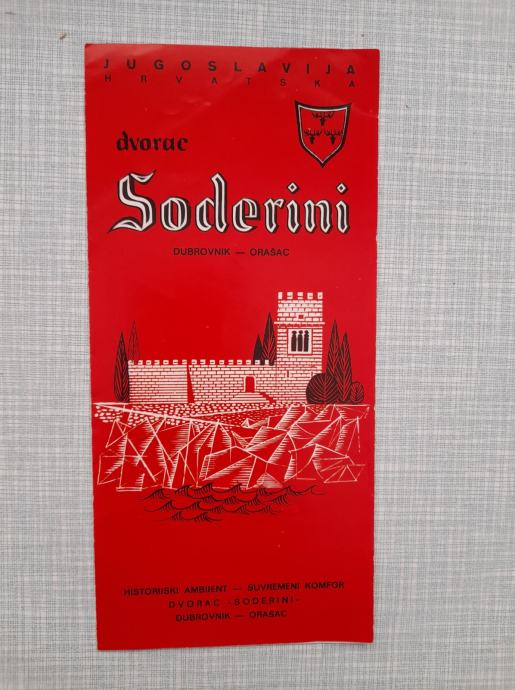 JUGOSLAVIJA
HRVATSKA
dvorac
Soderini
DUBROVNIK — ORAŠAC
HISTORIJSKI AMBIJENT — SUVREMENI KOMFOR
DVORAC -SODERINI-
DUBROVNIK — ORAŠAC